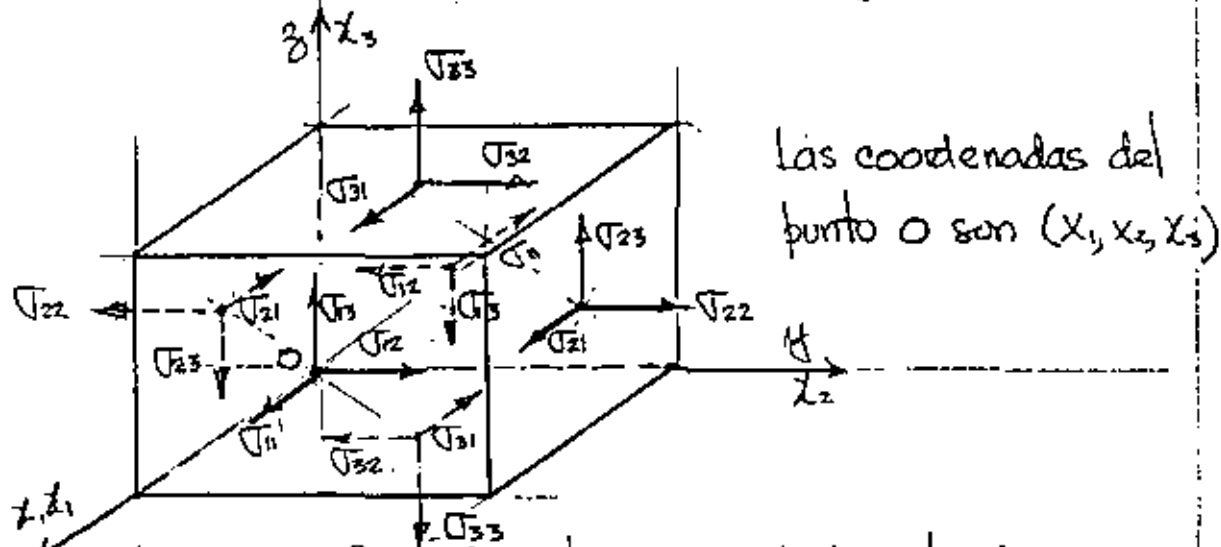 z x₃
σ33
σ32
σ31
Las coordenadas del
punto O son (x₁, x₂, x₃)
σ23
σ12
σ13
σ22
σ21
σ13
σ22
σ12
σ21
σ23
O
y
x₂
σ11
σ31
σ32
x, x₁
σ33